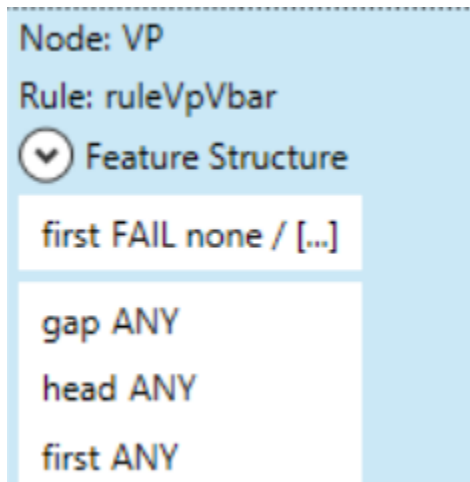 Node: VP
Rule: ruleVpVbar
Feature Structure
first FAIL none / [...]
gap ANY
head ANY
first ANY